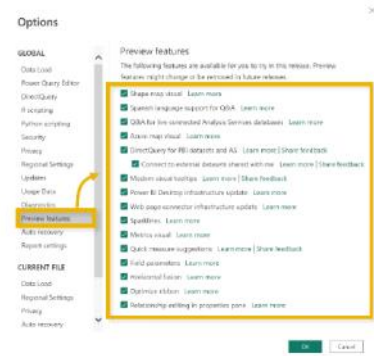 Options
GLOBAL
Data Load
Power Query Editor
DirectQuery
R scripting
Python scripting
Security
Privacy
Regional Settings
Updates
Usage Data
Diagnostics
Preview features
Auto recovery
Report settings
CURRENT FILE
Data Load
Regional Settings
Privacy
Auto recovery
Preview features
The following features are available for you to try in this release. Preview
features might change or be removed in future releases.
Shape map visual Learn more
Spanish language support for Q&A Learn more
Q&A for live connected Analysis Services databases Learn more
Azure map visual Learn more
DirectQuery for PBI datasets and AS Learn more | Share feedback
Connect to external datasets shared with me Learn more | Share feedback
Modern visual tooltips Learn more | Share feedback
Power BI Desktop infrastructure update Learn more
Web page connector infrastructure update Learn more
Sparklines Learn more
Metrics visual Learn more
Quick measure suggestions Learn more | Share feedback
Field parameters Learn more
Horizontal fusion Learn more
Optimize ribbon Learn more
Relationship editing in properties pane Learn more
OK
Cancel